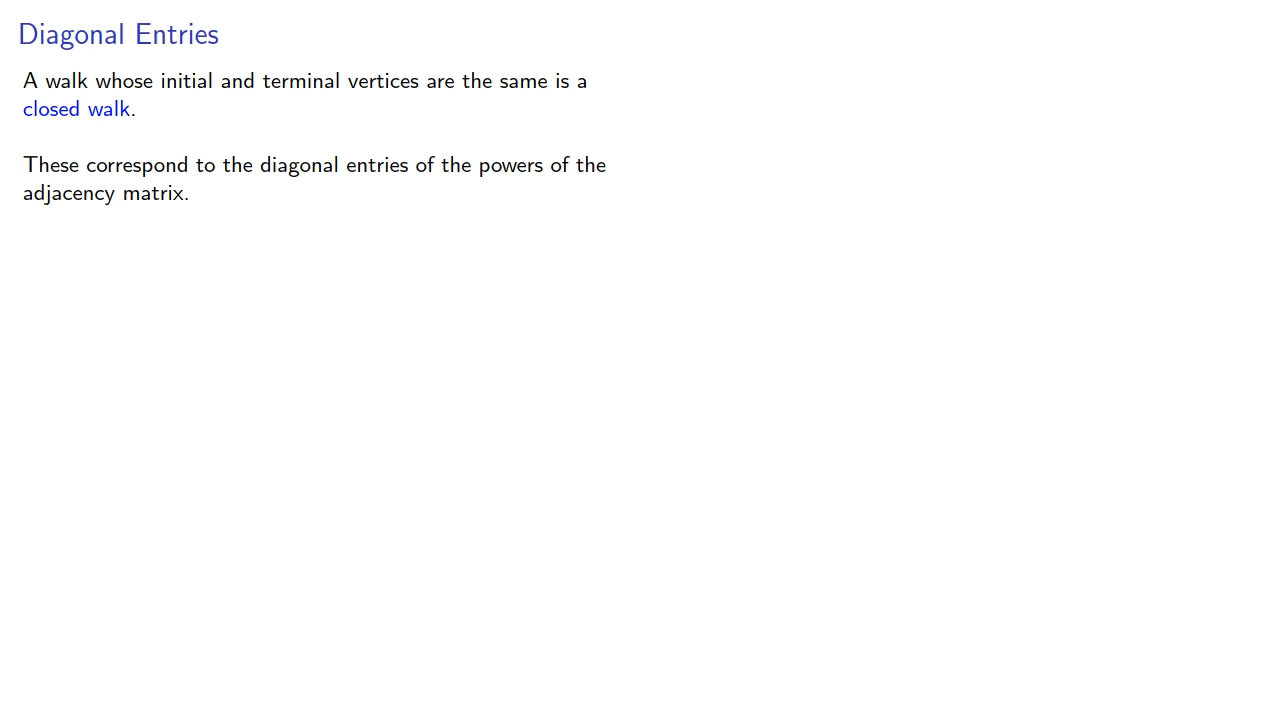 Diagonal Entries
A walk whose initial and terminal vertices are the same is a
closed walk.
These correspond to the diagonal entries of the powers of the
adjacency matrix.